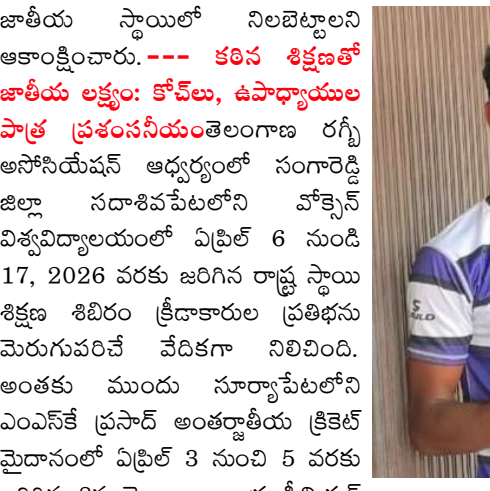 జాతీయ స్థాయిలో నిలబెట్టాలని
ఆకాంక్షించారు.--- కఠిన శిక్షణతో
జాతీయ లక్ష్యం: కోచ్‌లు, ఉపాధ్యాయుల
పాత్ర ప్రశంసనీయంతెలంగాణ రగ్బీ
అసోసియేషన్ ఆధ్వర్యంలో సంగారెడ్డి
జిల్లా సదాశివపేటలోని వోక్సెన్
విశ్వవిద్యాలయంలో ఏప్రిల్ 6 నుండి
17, 2026 వరకు జరిగిన రాష్ట్ర స్థాయి
శిక్షణ శిబిరం క్రీడాకారుల ప్రతిభను
మెరుగుపరిచే వేదికగా నిలిచింది.
అంతకు ముందు సూర్యాపేటలోని
ఎంఎస్‌కే ప్రసాద్ అంతర్జాతీయ క్రికెట్
మైదానంలో ఏప్రిల్ 3 నుంచి 5 వరకు